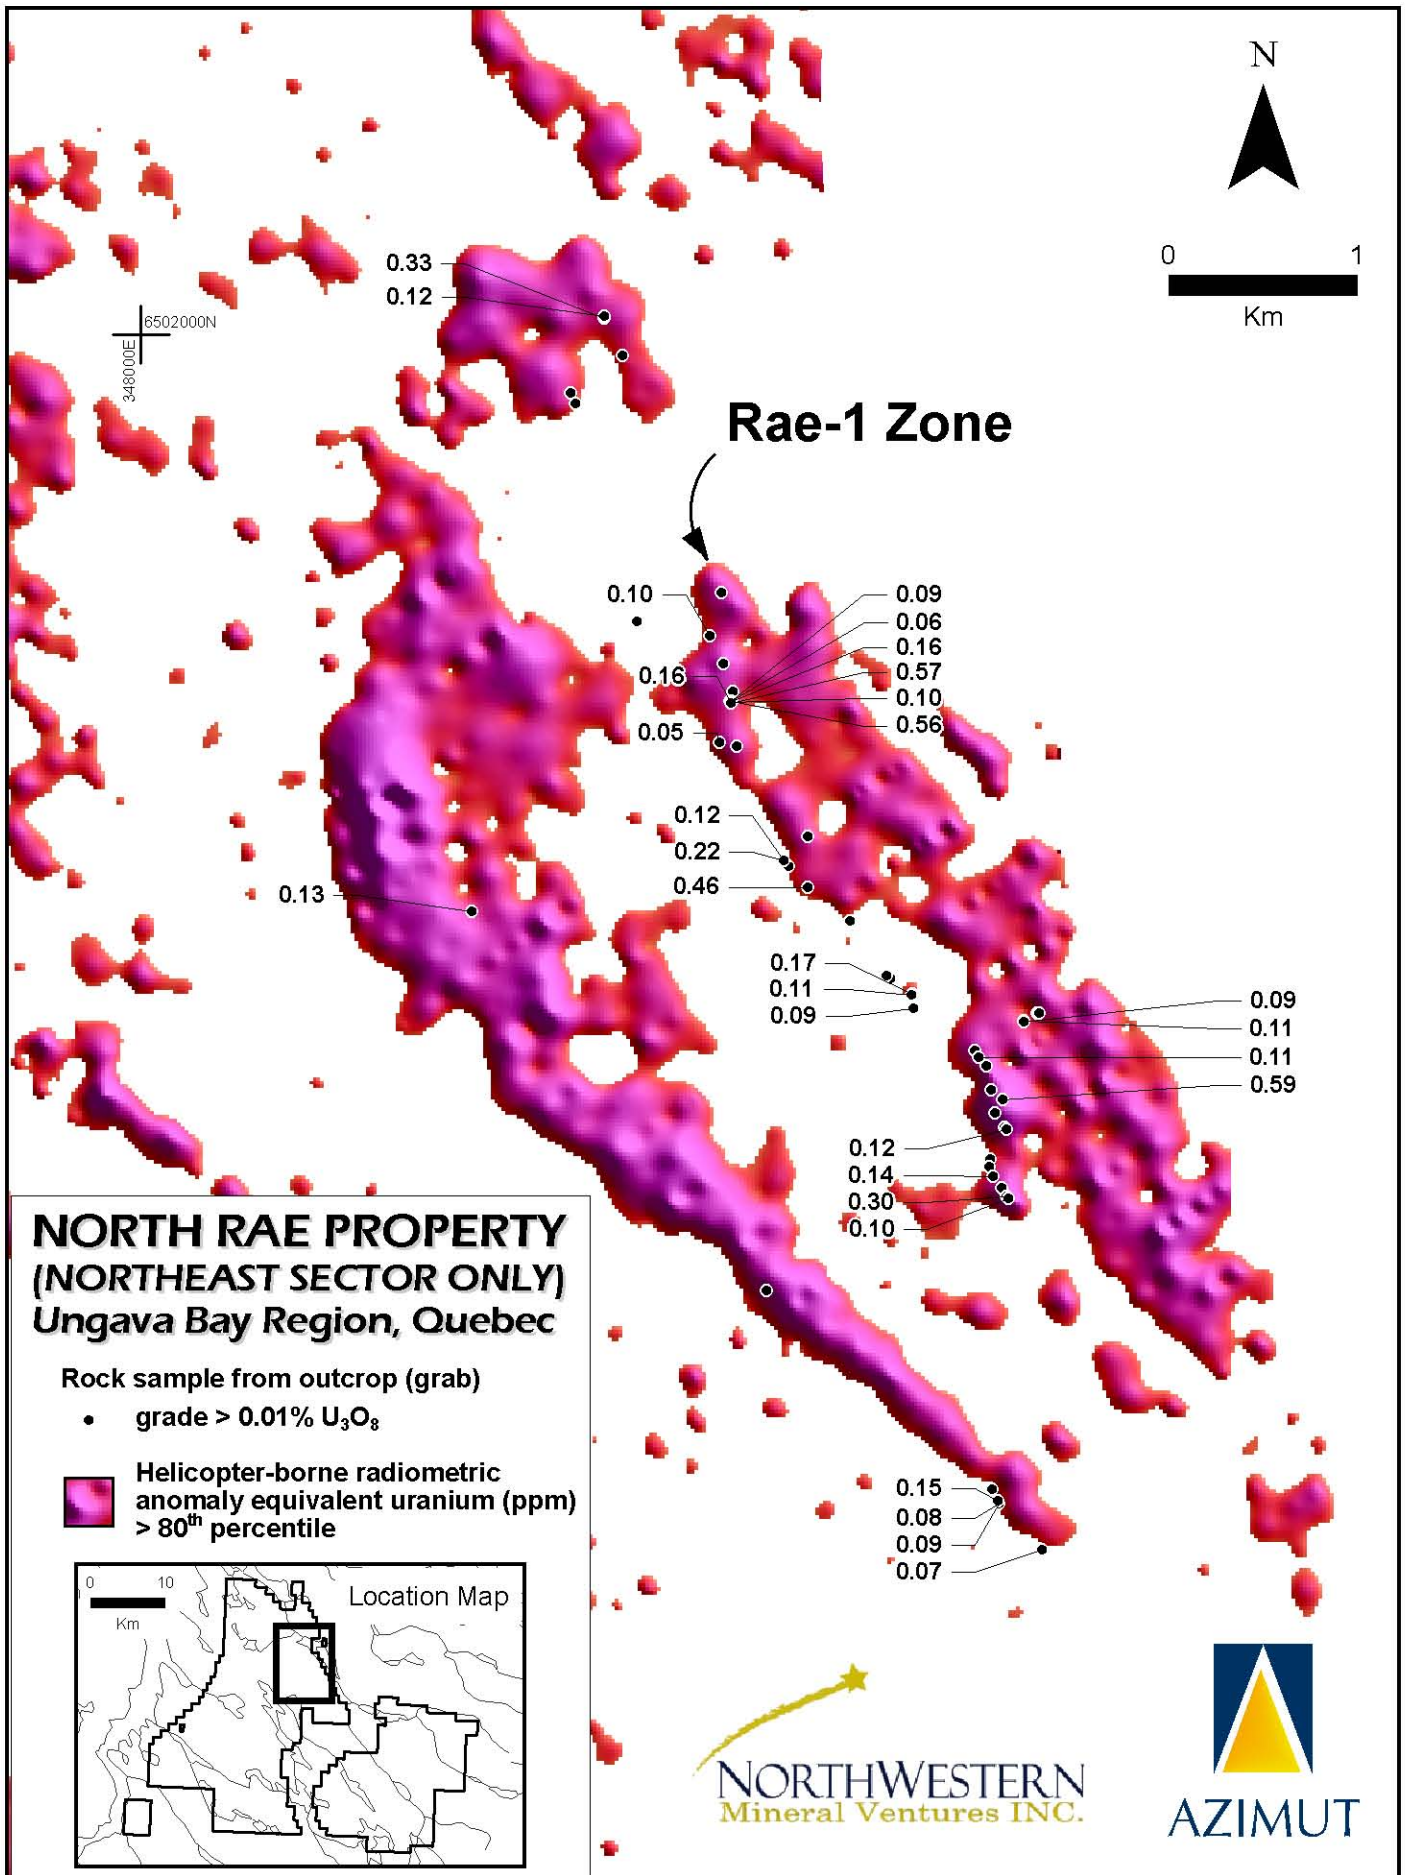 N
0 1
Km
0.33
0.12
6502000N
348000E
Rae-1 Zone
0.10
0.16
0.05
0.09
0.06
0.16
0.57
0.10
0.56
0.12
0.22
0.46
0.13
0.17
0.11
0.09
0.09
0.11
0.11
0.59
0.12
0.14
0.30
0.10
0.15
0.08
0.09
0.07
NORTH RAE PROPERTY
(NORTHEAST SECTOR ONLY)
Ungava Bay Region, Quebec
Rock sample from outcrop (grab)
grade > 0.01% U₃O₈
Helicopter-borne radiometric
anomaly equivalent uranium (ppm)
> 80th percentile
0 10
Km
Location Map
NORTHWESTERN
Mineral Ventures INC.
AZIMUT